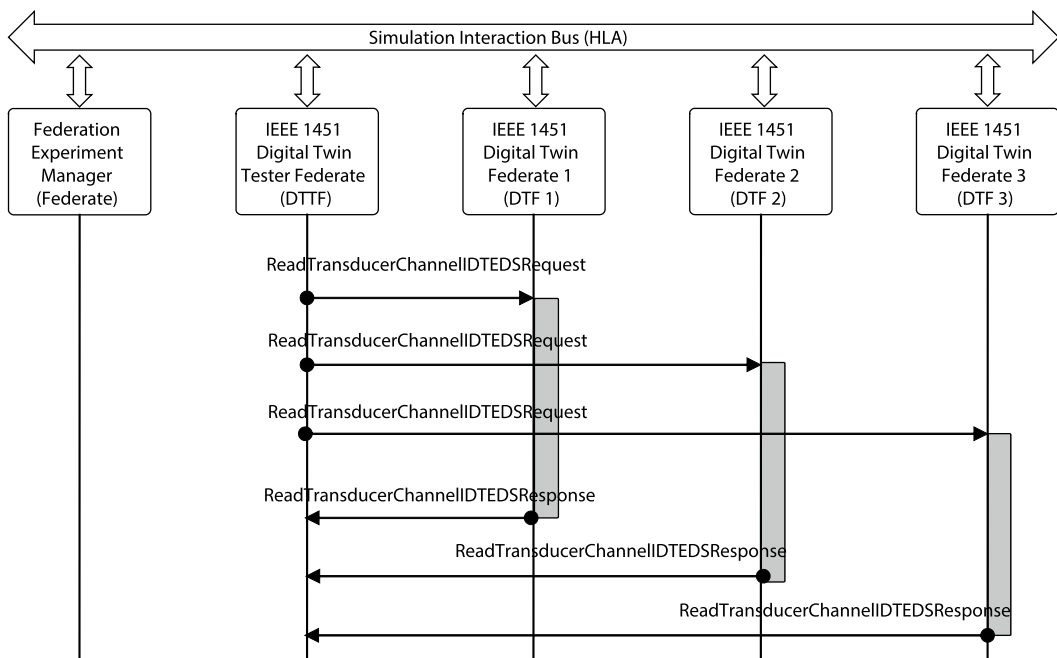 Simulation Interaction Bus (HLA)
Federation
Experiment
Manager
(Federate)
IEEE 1451
Digital Twin
Tester Federate
(DTTF)
IEEE 1451
Digital Twin
Federate 1
(DTF 1)
IEEE 1451
Digital Twin
Federate 2
(DTF 2)
IEEE 1451
Digital Twin
Federate 3
(DTF 3)
ReadTransducerChannelIDTEDSRequest
ReadTransducerChannelIDTEDSRequest
ReadTransducerChannelIDTEDSRequest
ReadTransducerChannelIDTEDSResponse
ReadTransducerChannelIDTEDSResponse
ReadTransducerChannelIDTEDSResponse